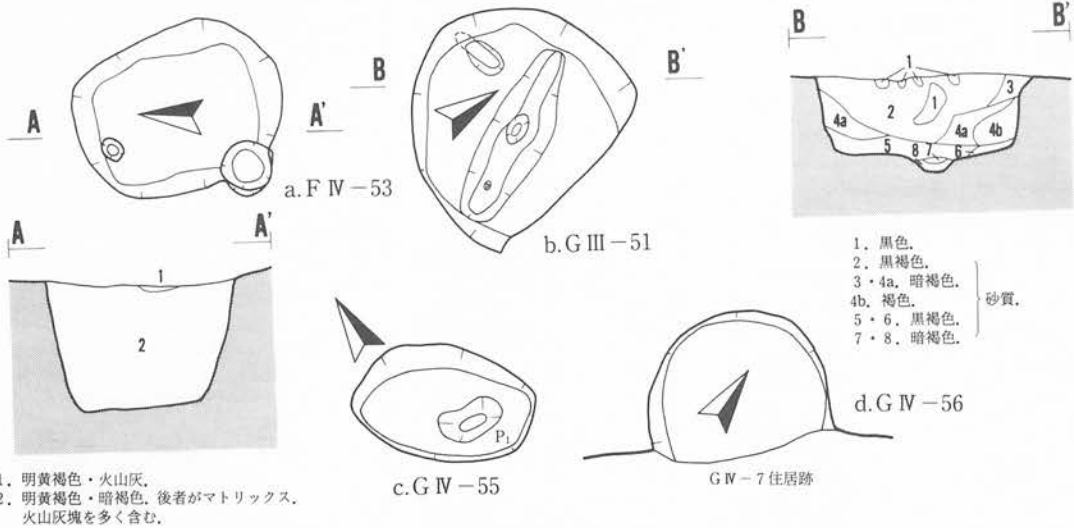 A
A'
a.F Ⅳ－53
B
B'
b.G Ⅲ－51
B
B'
1
2
1
3
4a
4a
4b
5
8
7
6
1．黒色．
2．黒褐色．
3・4a．暗褐色．
4b．褐色．
5・6．黒褐色．
7・8．暗褐色．
砂質．
A
A'
1
2
1．明黄褐色・火山灰．
2．明黄褐色・暗褐色．後者がマトリックス．
火山灰塊を多く含む．
P₁
c.G Ⅳ－55
d.G Ⅳ－56
G Ⅳ－7 住居跡